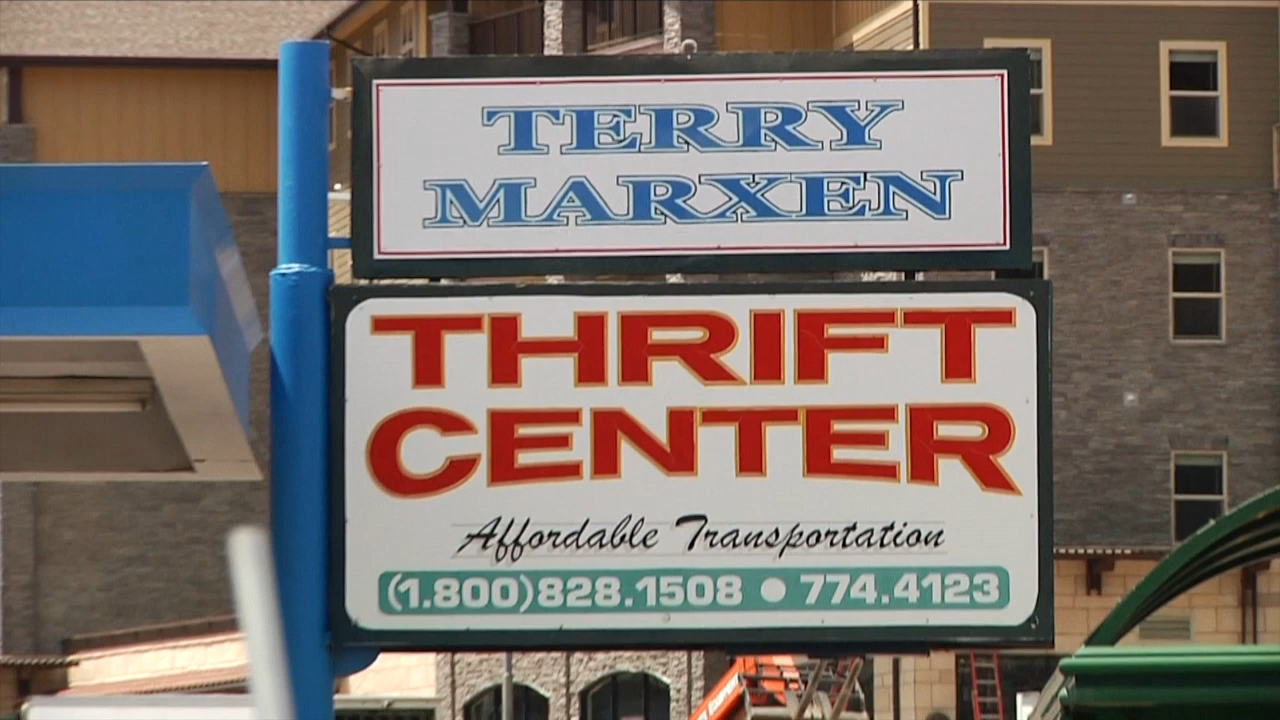 TERRY
MARXEN
THRIFT
CENTER
Affordable Transportation
(1.800)828.1508 ● 774.4123